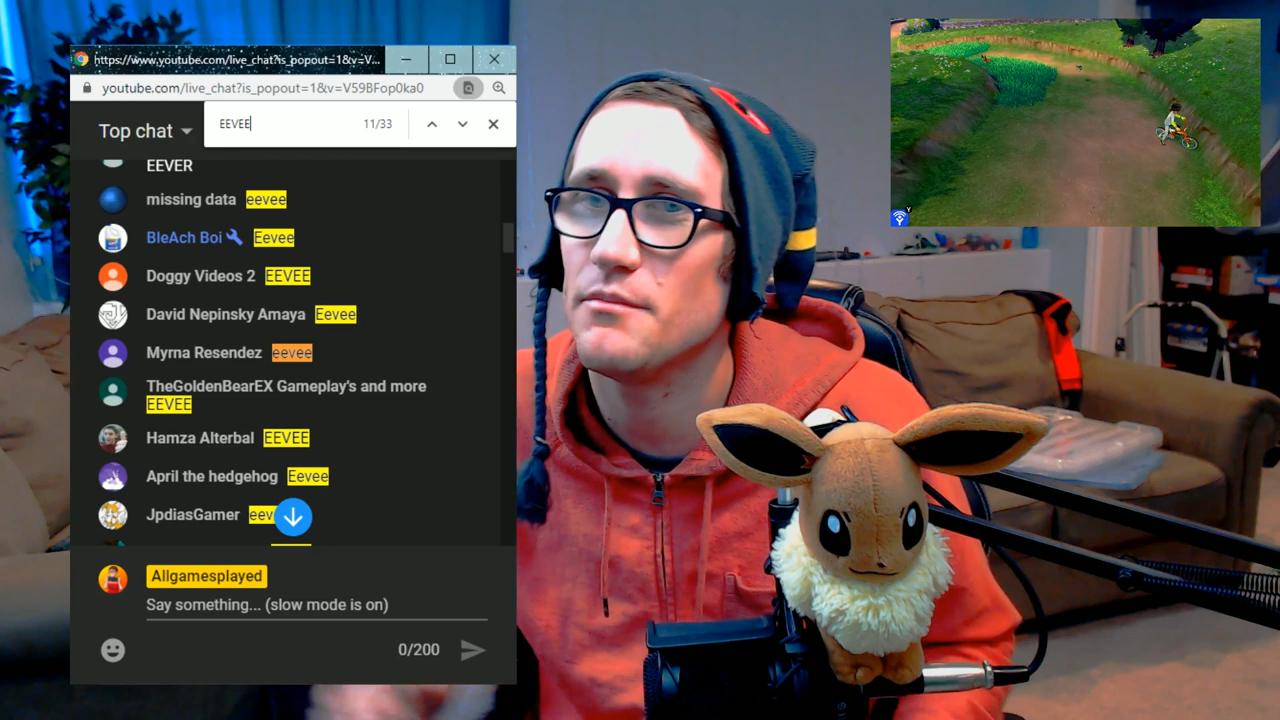 https://www.youtube.com/live_chat?is_popout=1&v=V...
youtube.com/live_chat?is_popout=1&v=V59BFop0ka0
Top chat
EEVEE 11/33
EEVER
missing data eevee
BleAch Boi Eevee
Doggy Videos 2 EEVEE
David Nepinsky Amaya Eevee
Myrna Resendez eevee
TheGoldenBearEX Gameplay's and more
EEVEE
Hamza Alterbal EEVEE
April the hedgehog Eevee
JpdiasGamer eev
Allgamesplayed
Say something... (slow mode is on)
0/200
Y